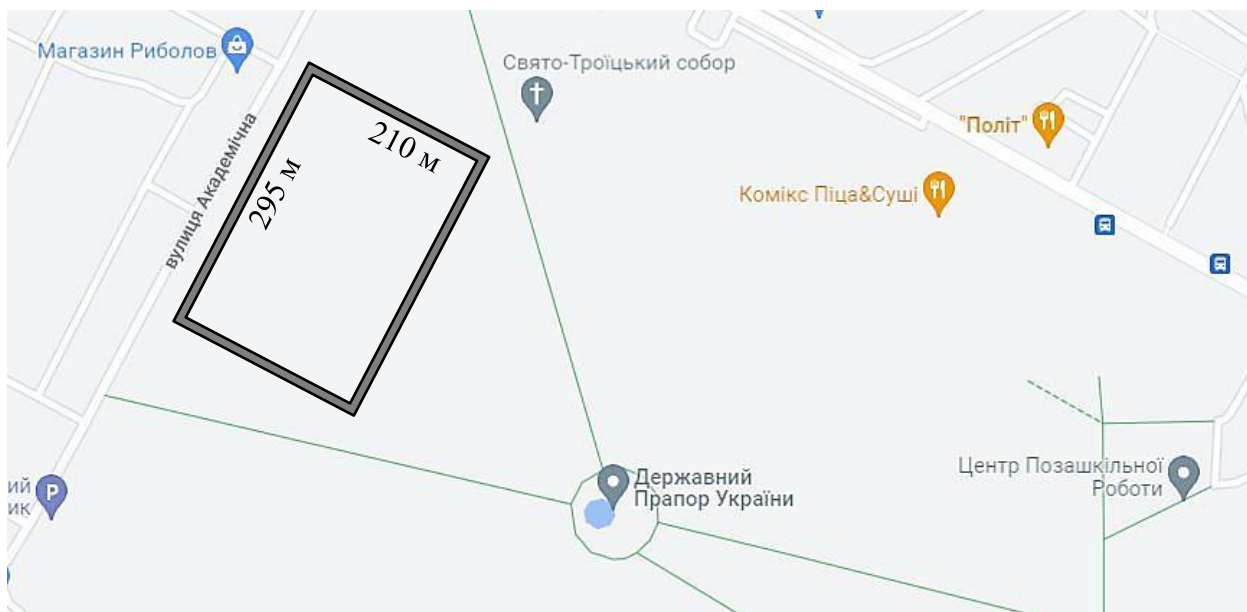 Магазин Риболов
Свято-Троїцький собор
"Політ"
210 м
295 м
вулиця Академічна
Комікс Піца&Суші
Державний
Прапор України
Центр Позашкільної
Роботи
ий
ик
P